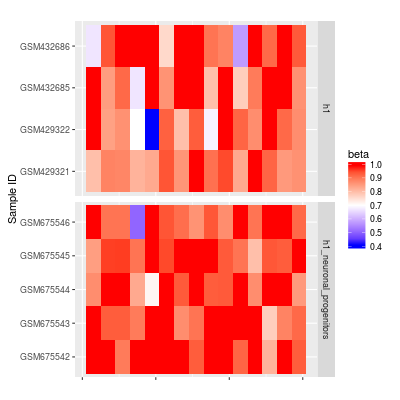 GSM432686
GSM432685
GSM429322
GSM429321
h1
GSM675546
GSM675545
GSM675544
GSM675543
GSM675542
h1_neuronal_progenitors
Sample ID
beta
1.0
0.9
0.8
0.7
0.6
0.5
0.4